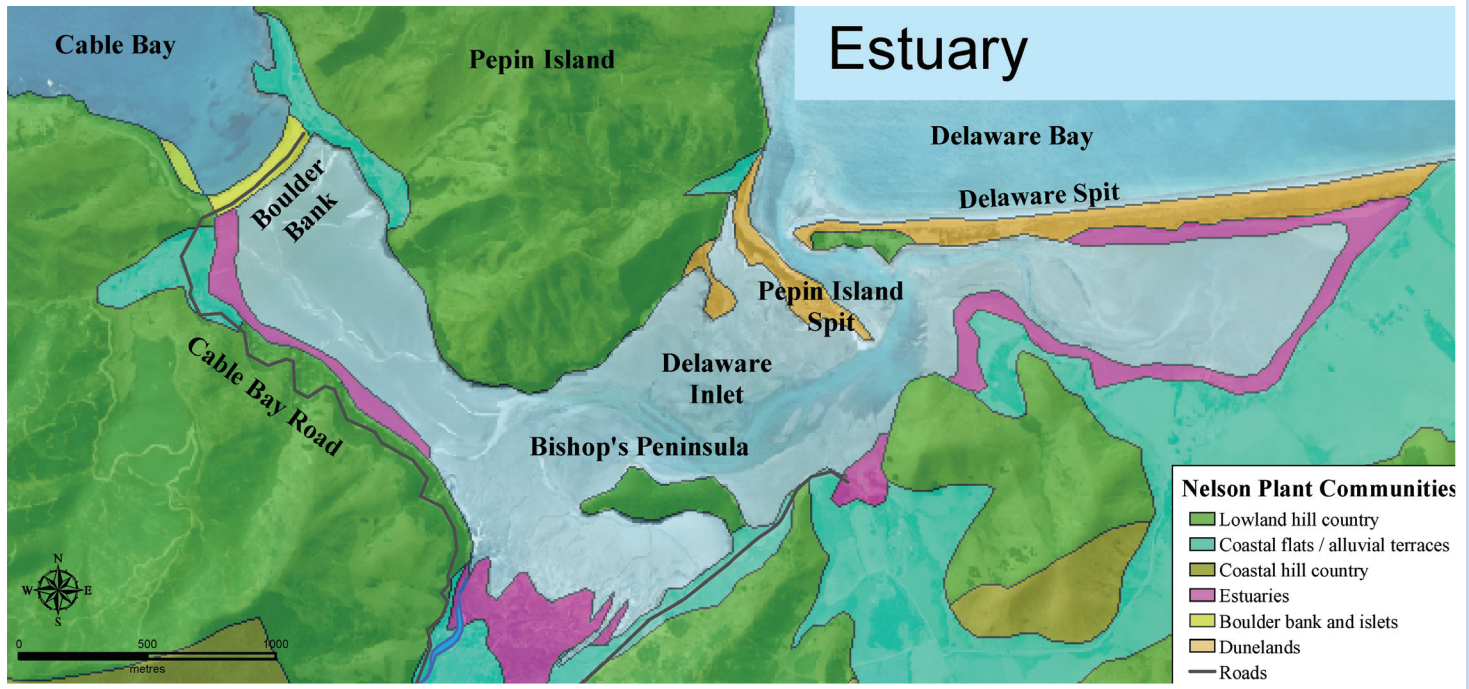 Estuary
Cable Bay
Pepin Island
Delaware Bay
Delaware Spit
Boulder
Bank
Pepin Island
Spit
Cable Bay Road
Delaware
Inlet
Bishop's Peninsula
N
W E
S
0 500 1000
metres
Nelson Plant Communities
Lowland hill country
Coastal flats / alluvial terraces
Coastal hill country
Estuaries
Boulder bank and islets
Dunelands
Roads